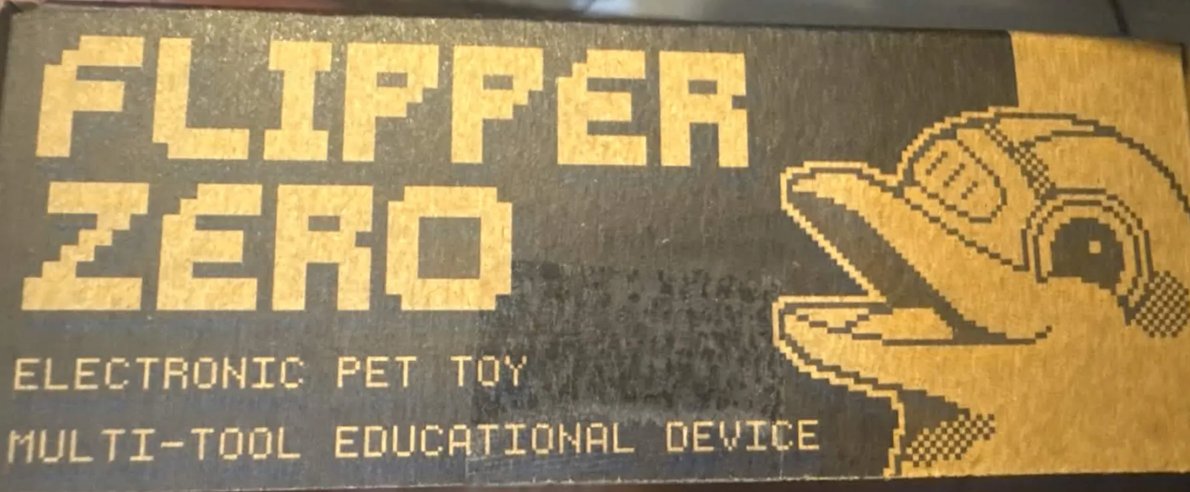 FLIPPER
ZERO
ELECTRONIC PET TOY
MULTI-TOOL EDUCATIONAL DEVICE